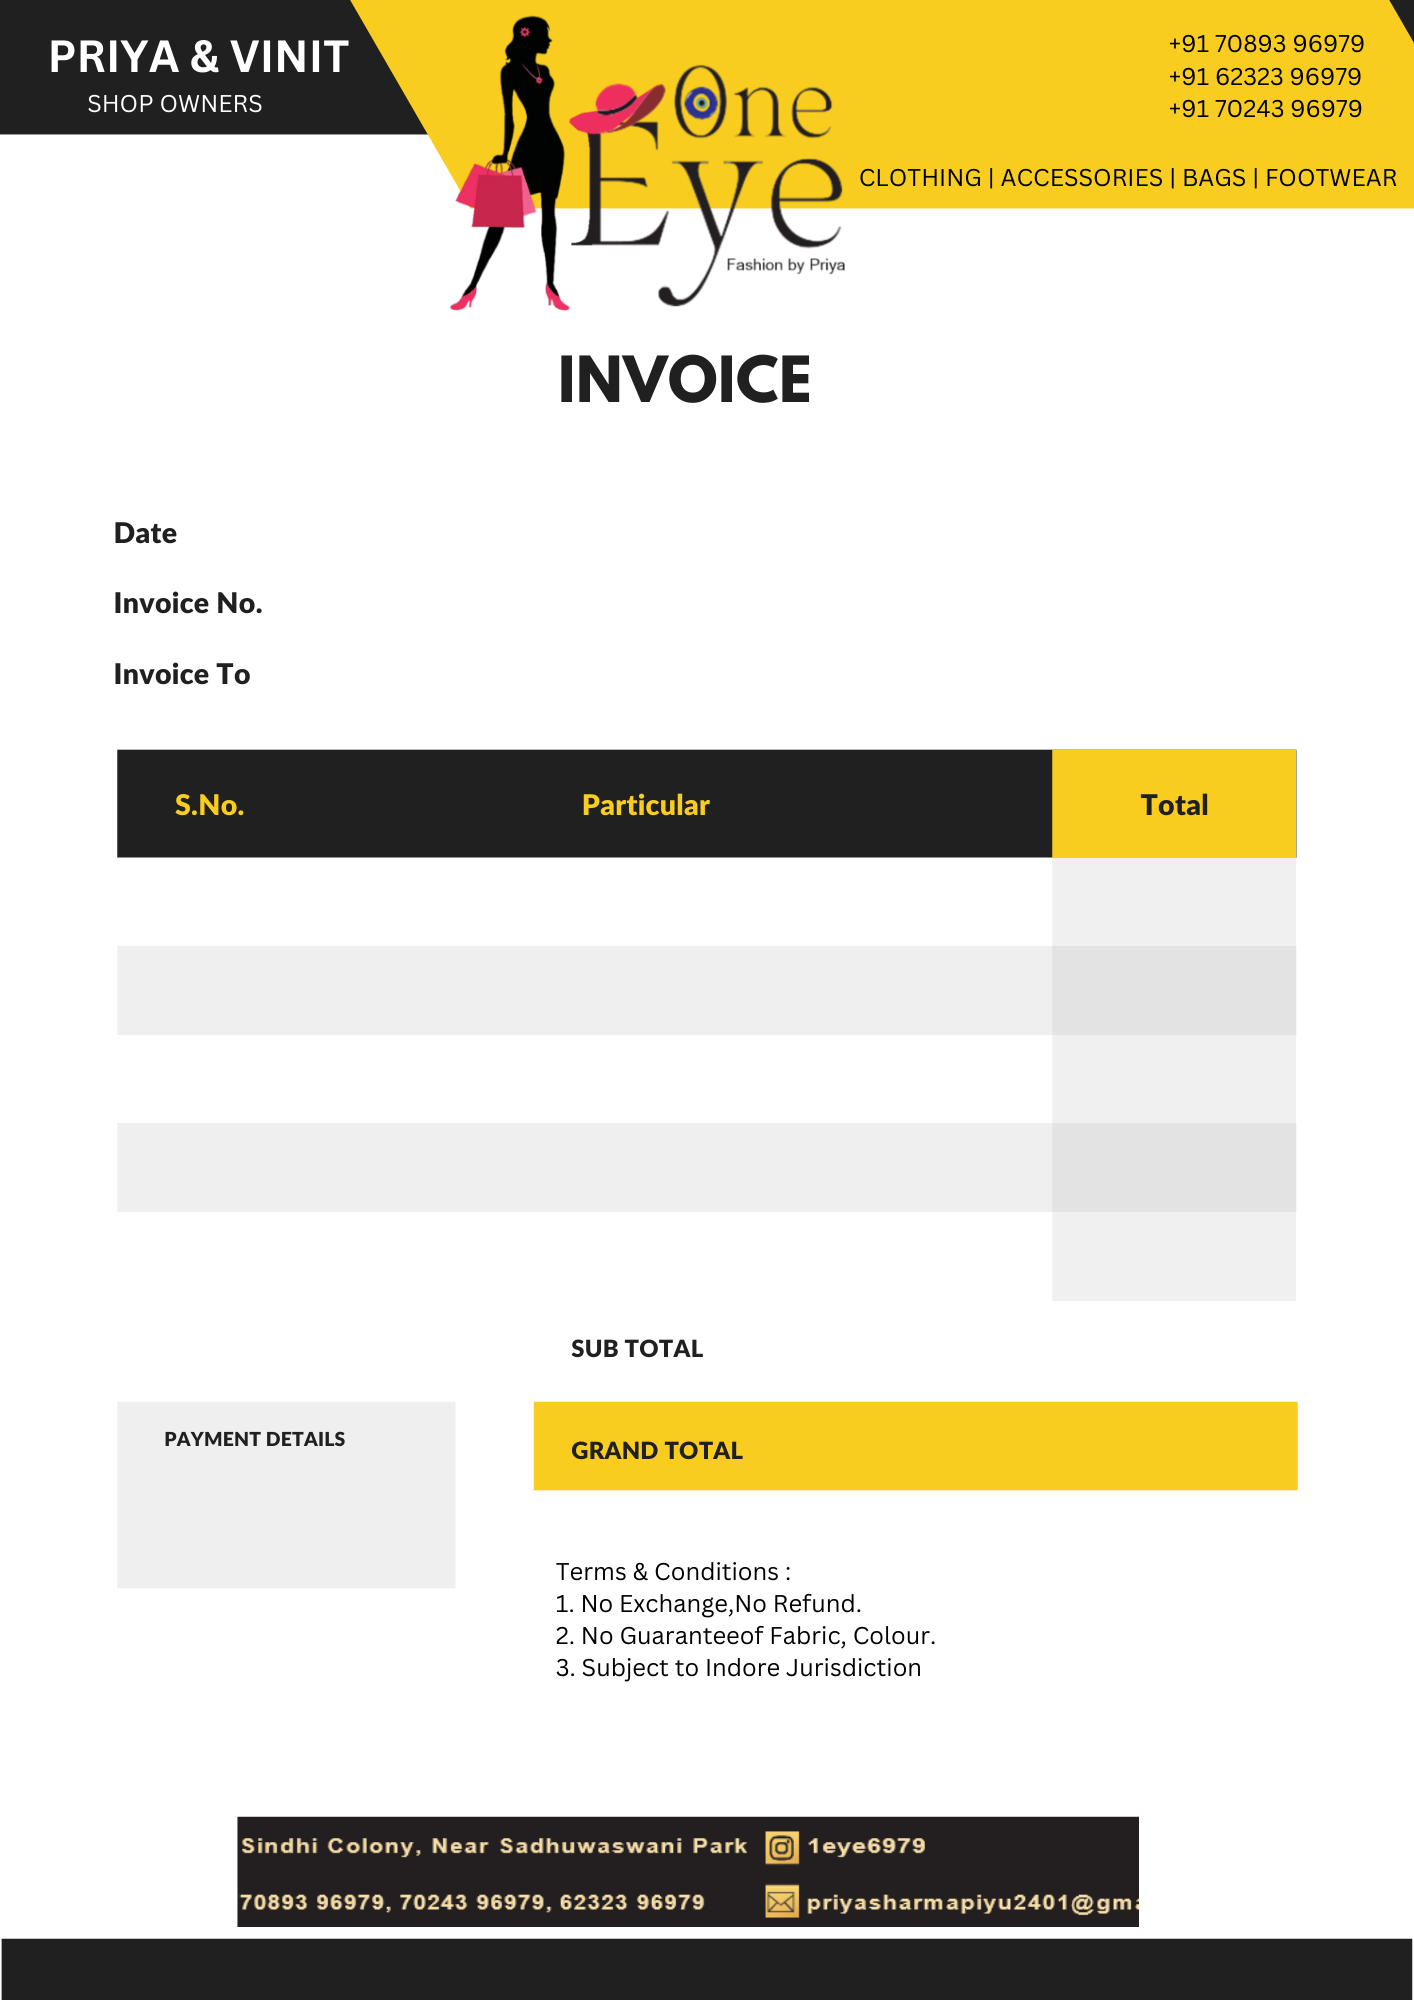 PRIYA & VINIT
SHOP OWNERS
One
Eye
Fashion by Priya
+91 70893 96979
+91 62323 96979
+91 70243 96979
CLOTHING | ACCESSORIES | BAGS | FOOTWEAR
INVOICE
Date
Invoice No.
Invoice To
S.No. Particular Total
SUB TOTAL
PAYMENT DETAILS
GRAND TOTAL
Terms & Conditions :
1. No Exchange,No Refund.
2. No Guaranteeof Fabric, Colour.
3. Subject to Indore Jurisdiction
Sindhi Colony, Near Sadhuwaswani Park 1eye6979
70893 96979, 70243 96979, 62323 96979 priyasharmapiyu2401@gm